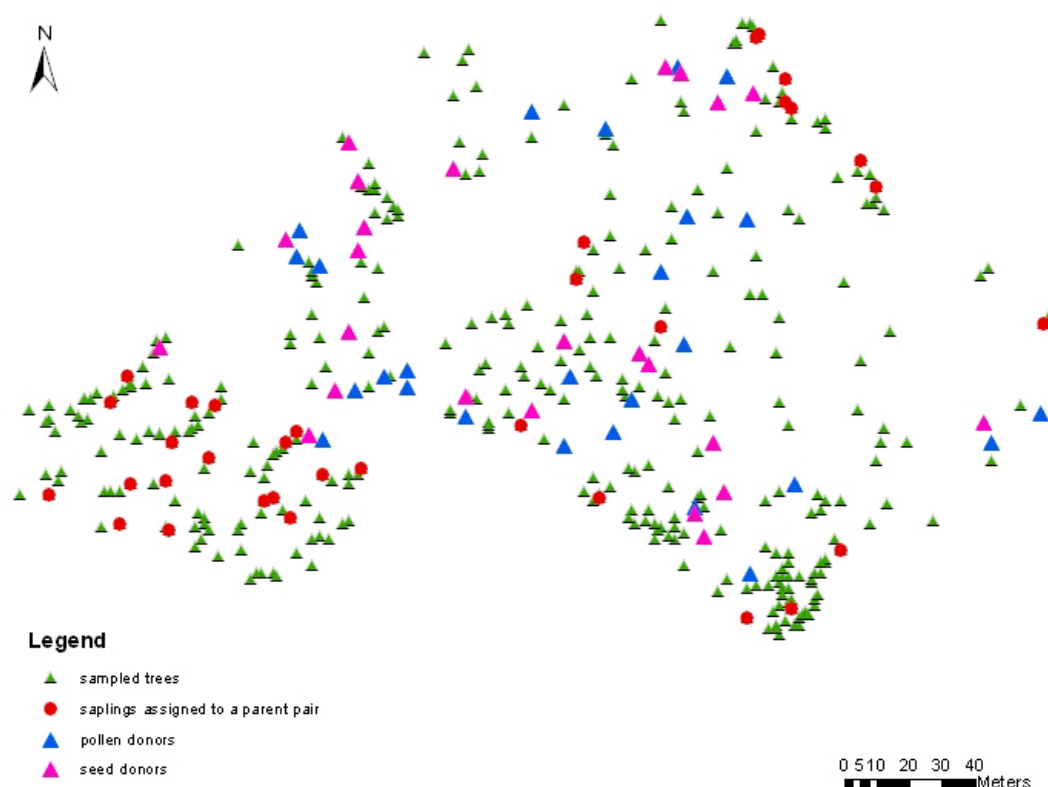 N
Legend
sampled trees
saplings assigned to a parent pair
pollen donors
seed donors
0 5 10 20 30 40
Meters